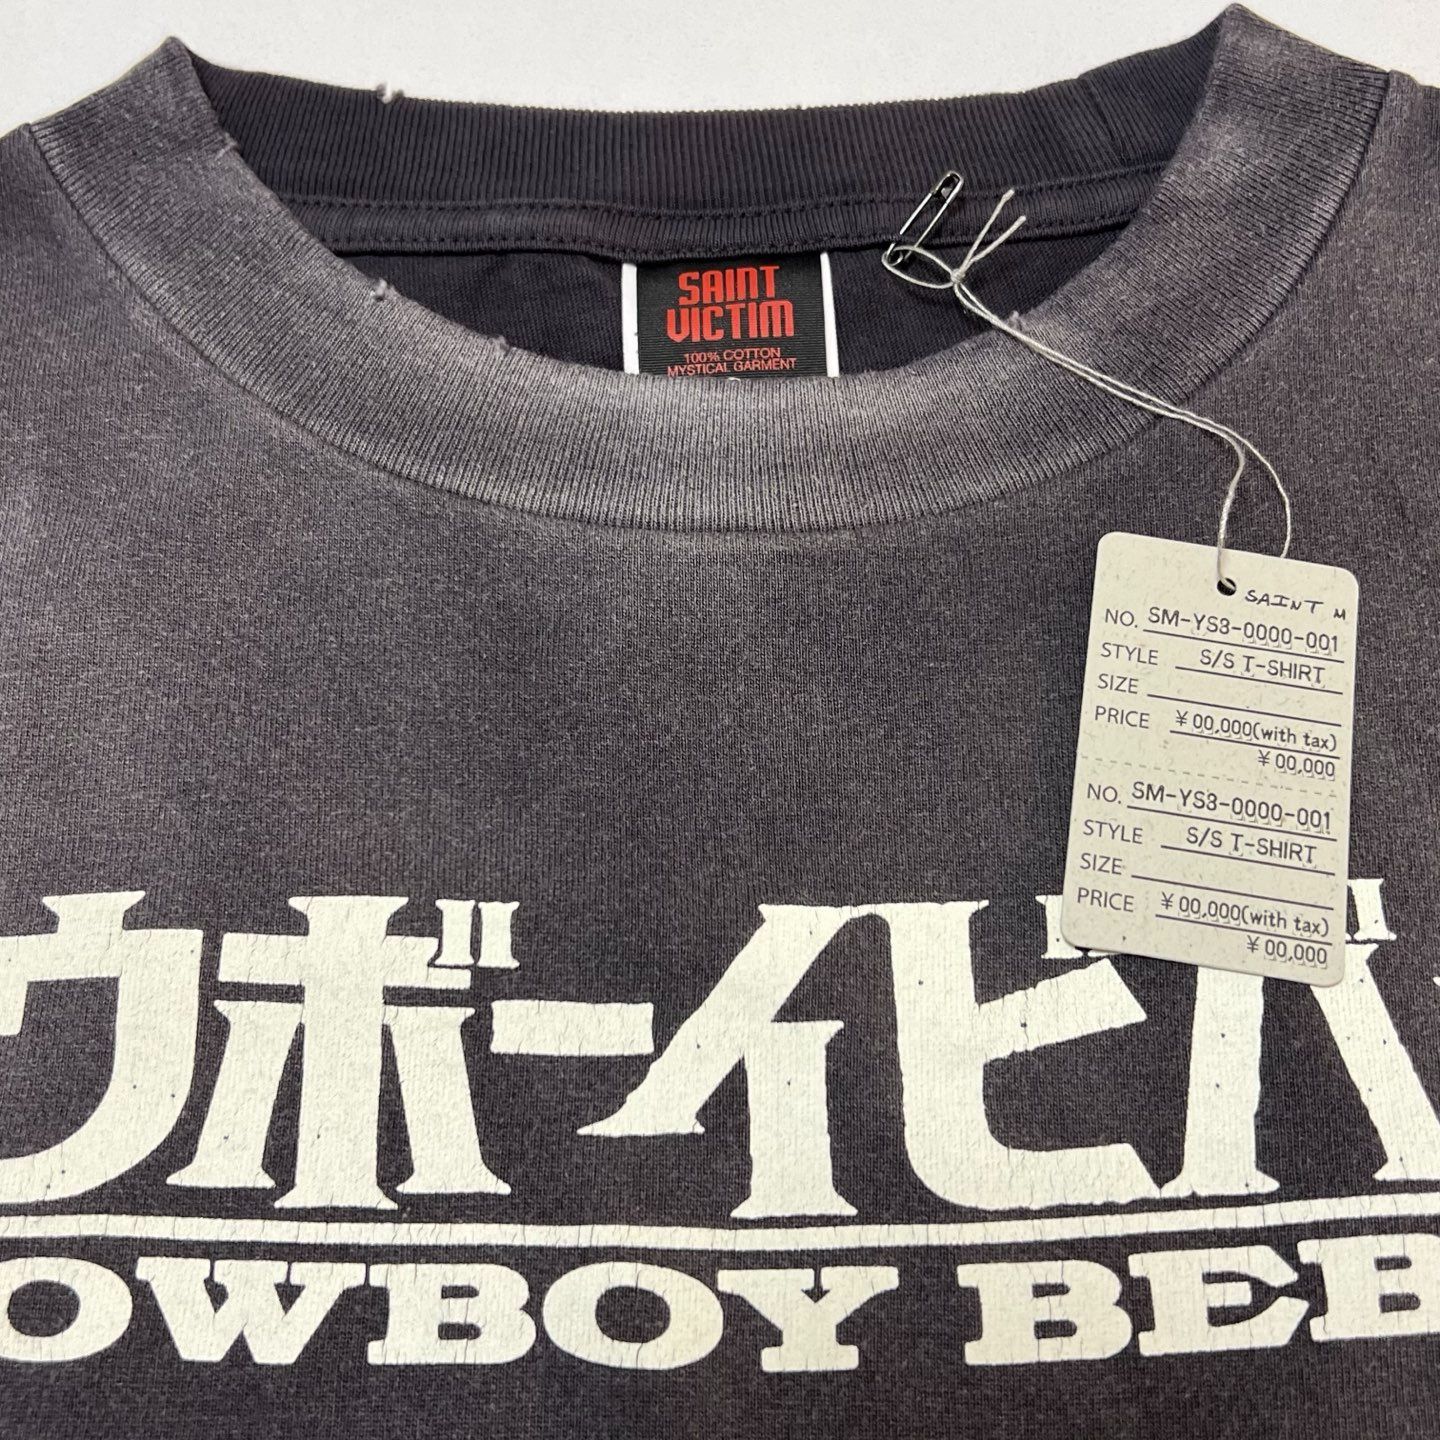 SAINT
VICTIM
100% COTTON
MYSTICAL GARMENT
SAINT M
NO. SM-YS3-0000-001
STYLE S/S T-SHIRT
SIZE
PRICE ¥00,000(with tax)
¥00,000
NO. SM-YS3-0000-001
STYLE S/S T-SHIRT
SIZE
PRICE ¥00,000(with tax)
¥00,000
ウボーイビバ
OWBOY BEB